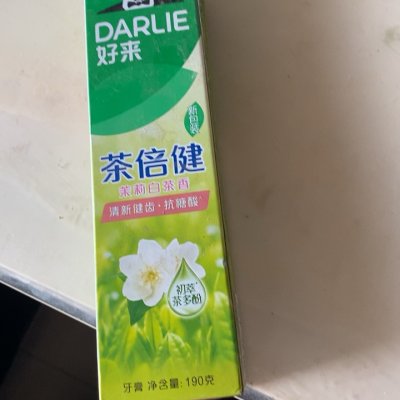 DARLIE
好来
新包装
茶倍健
茉莉白茶香
清新健齿·抗糖酸*
初萃*
茶多酚
牙膏 净含量:190克